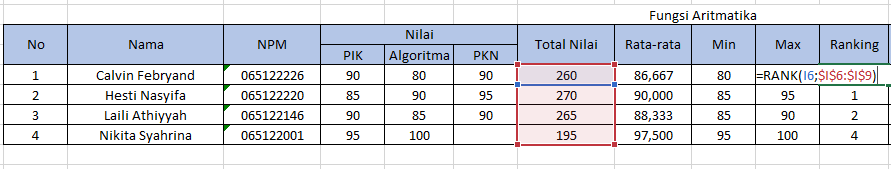 Fungsi Aritmatika
No Nama NPM Nilai Total Nilai Rata-rata Min Max Ranking
PIK Algoritma PKN
1 Calvin Febryand 065122226 90 80 90 260 86,667 80 =RANK(I6;$I$6:$I$9)
2 Hesti Nasyifa 065122220 85 90 95 270 90,000 85 95 1
3 Laili Athiyyah 065122146 90 85 90 265 88,333 85 90 2
4 Nikita Syahrina 065122001 95 100 195 97,500 95 100 4